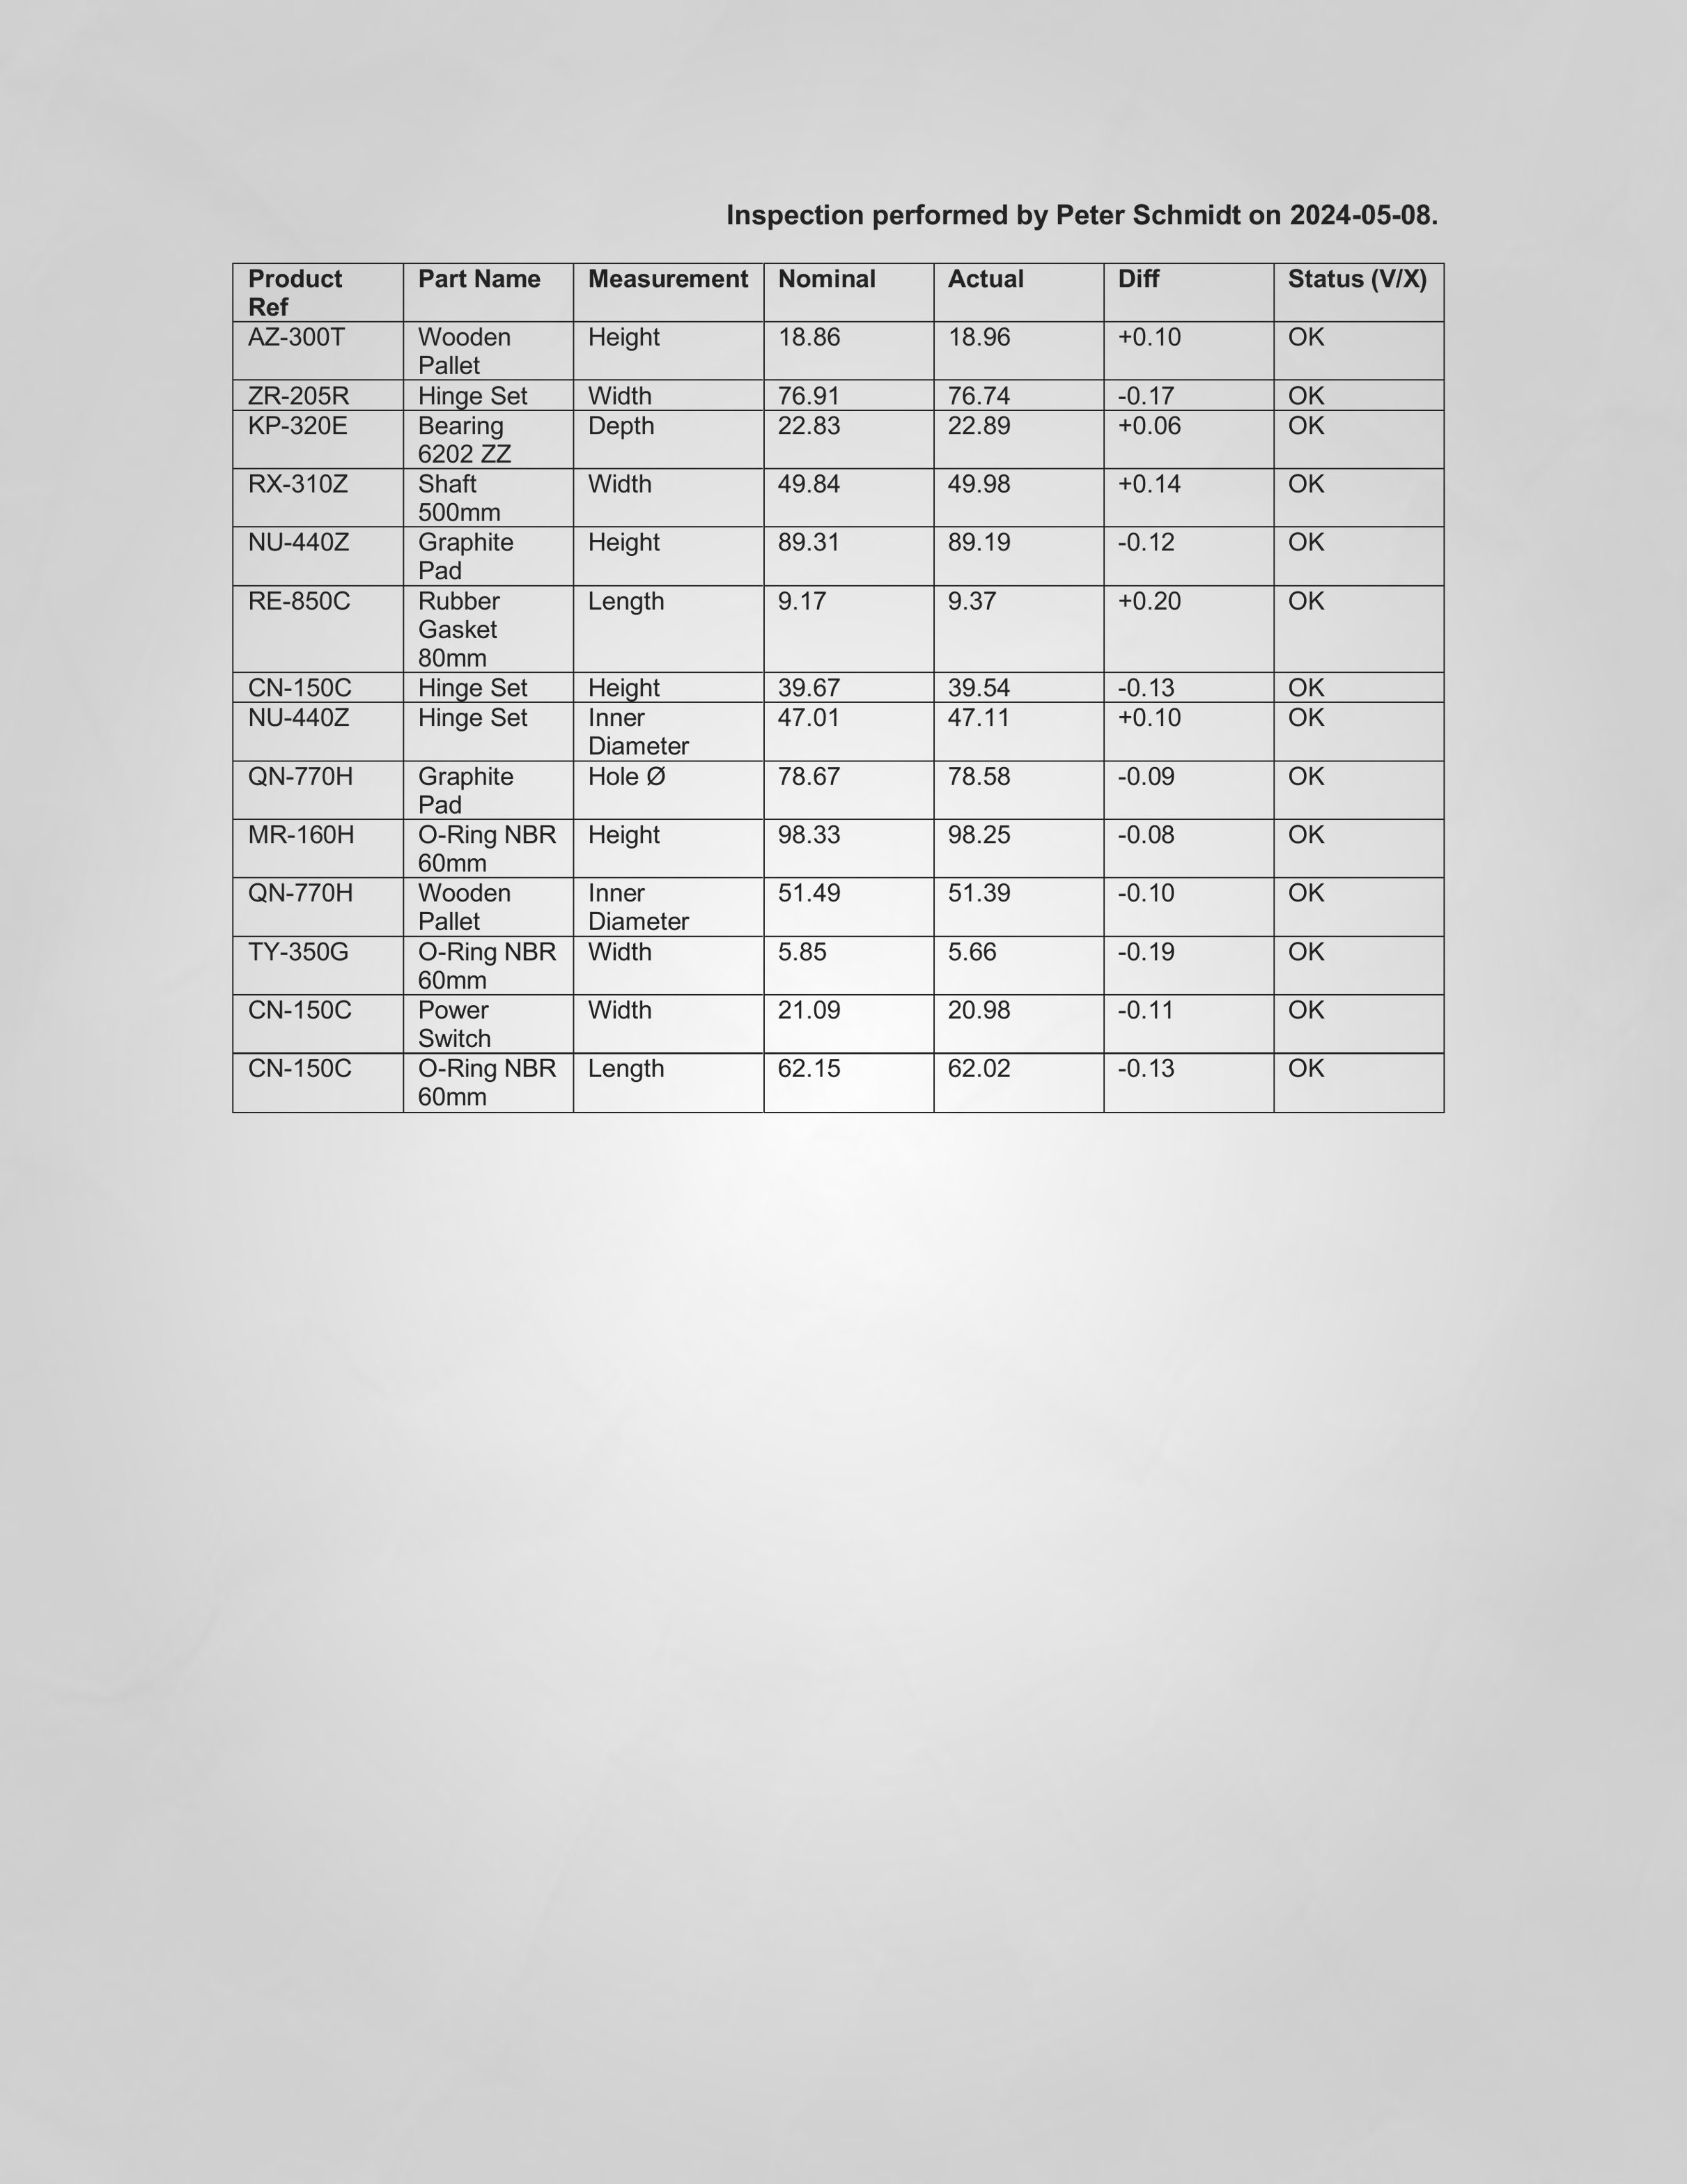 Inspection performed by Peter Schmidt on 2024-05-08.
Product Ref | Part Name | Measurement | Nominal | Actual | Diff | Status (V/X)
AZ-300T | Wooden Pallet | Height | 18.86 | 18.96 | +0.10 | OK
ZR-205R | Hinge Set | Width | 76.91 | 76.74 | -0.17 | OK
KP-320E | Bearing 6202 ZZ | Depth | 22.83 | 22.89 | +0.06 | OK
RX-310Z | Shaft 500mm | Width | 49.84 | 49.98 | +0.14 | OK
NU-440Z | Graphite Pad | Height | 89.31 | 89.19 | -0.12 | OK
RE-850C | Rubber Gasket 80mm | Length | 9.17 | 9.37 | +0.20 | OK
CN-150C | Hinge Set | Height | 39.67 | 39.54 | -0.13 | OK
NU-440Z | Hinge Set | Inner Diameter | 47.01 | 47.11 | +0.10 | OK
QN-770H | Graphite Pad | Hole Ø | 78.67 | 78.58 | -0.09 | OK
MR-160H | O-Ring NBR 60mm | Height | 98.33 | 98.25 | -0.08 | OK
QN-770H | Wooden Pallet | Inner Diameter | 51.49 | 51.39 | -0.10 | OK
TY-350G | O-Ring NBR 60mm | Width | 5.85 | 5.66 | -0.19 | OK
CN-150C | Power Switch | Width | 21.09 | 20.98 | -0.11 | OK
CN-150C | O-Ring NBR 60mm | Length | 62.15 | 62.02 | -0.13 | OK